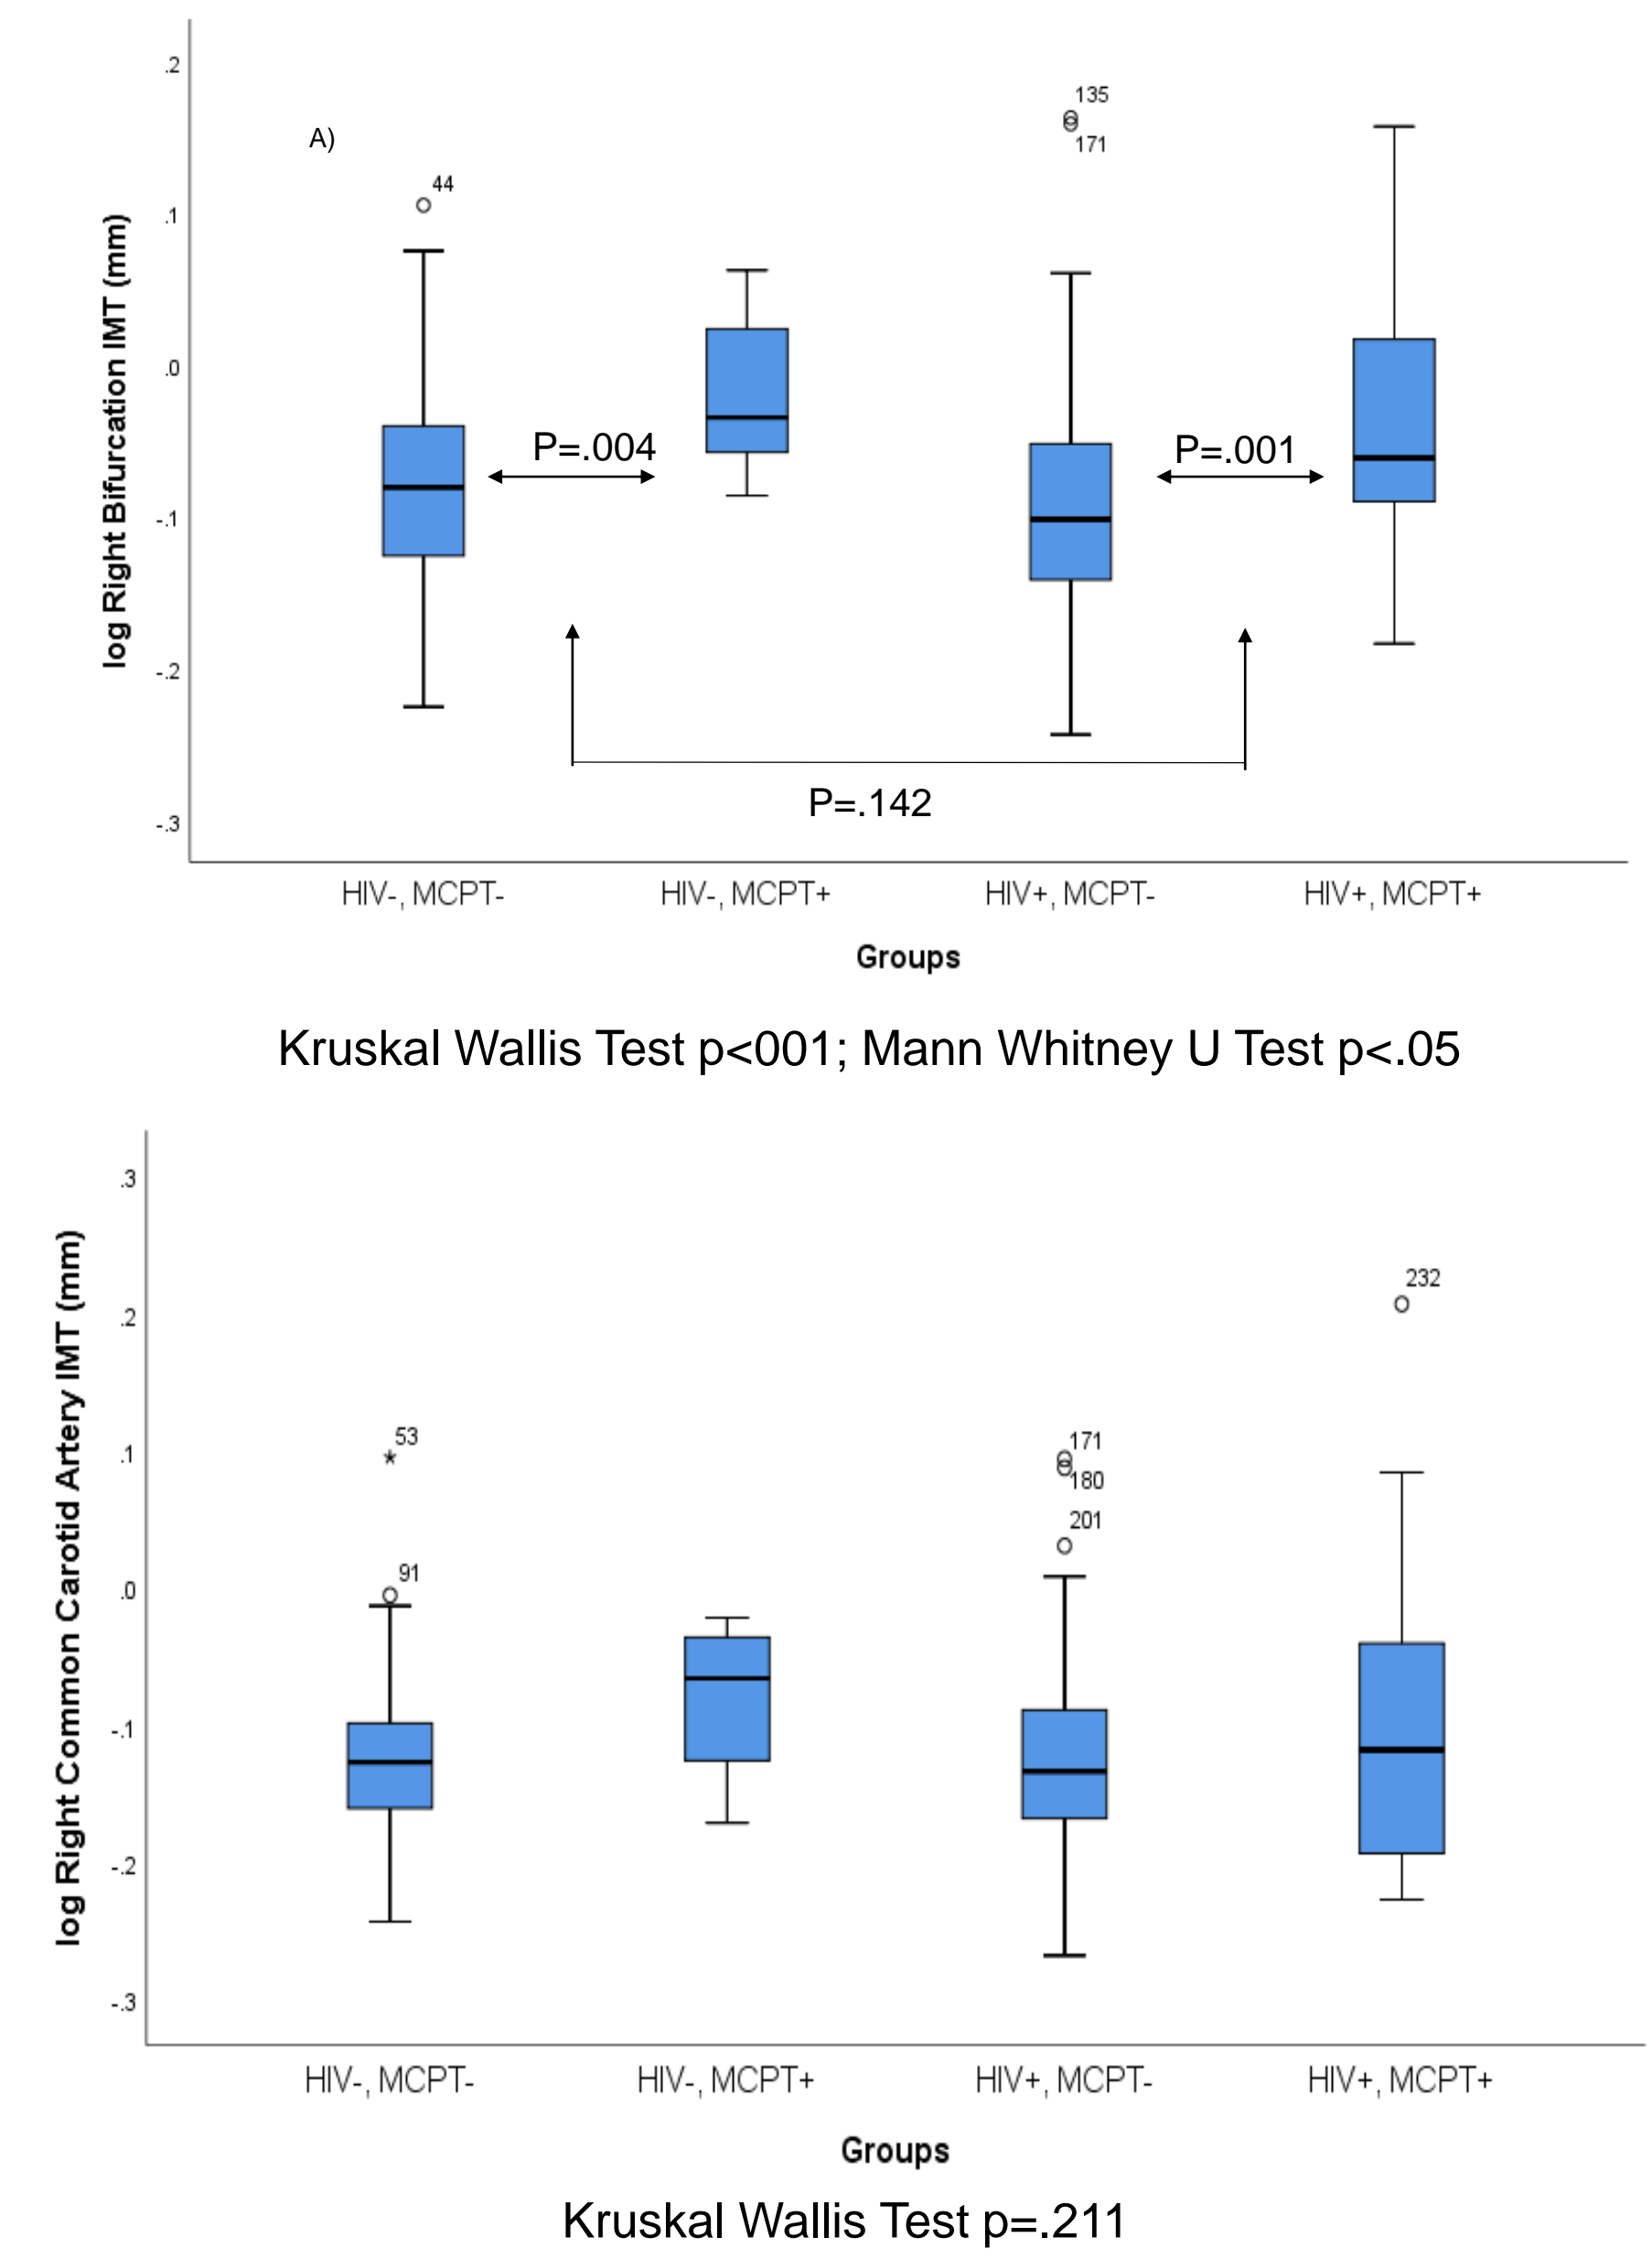 .2
135
A)
171
44
.1
log Right Bifurcation IMT (mm)
.0
P=.004
P=.001
-.1
-.2
P=.142
-.3
HIV-, MCPT- HIV-, MCPT+ HIV+, MCPT- HIV+, MCPT+
Groups
Kruskal Wallis Test p<001; Mann Whitney U Test p<.05
.3
232
.2
log Right Common Carotid Artery IMT (mm)
53
*
171
.1
180
201
91
.0
-.1
-.2
-.3
HIV-, MCPT- HIV-, MCPT+ HIV+, MCPT- HIV+, MCPT+
Groups
Kruskal Wallis Test p=.211